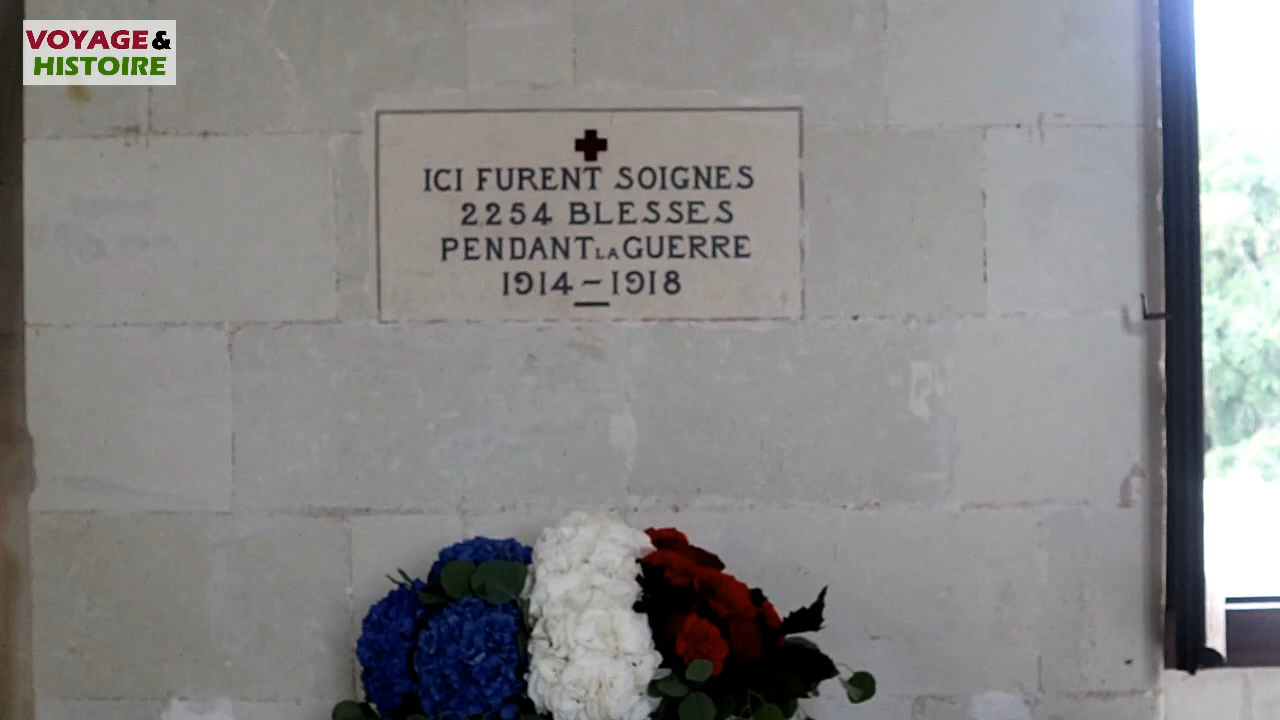 VOYAGE&
HISTOIRE
ICI FURENT SOIGNES
2254 BLESSES
PENDANT LA GUERRE
1914-1918